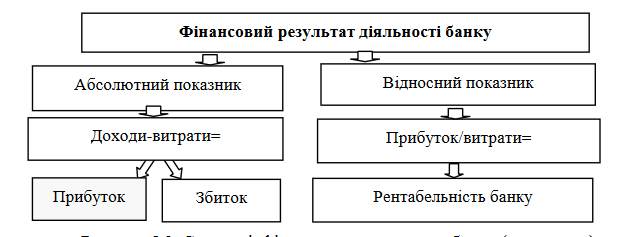 Фінансовий результат діяльності банку
Абсолютний показник
Відносний показник
Доходи-витрати=
Прибуток/витрати=
Прибуток
Збиток
Рентабельність банку